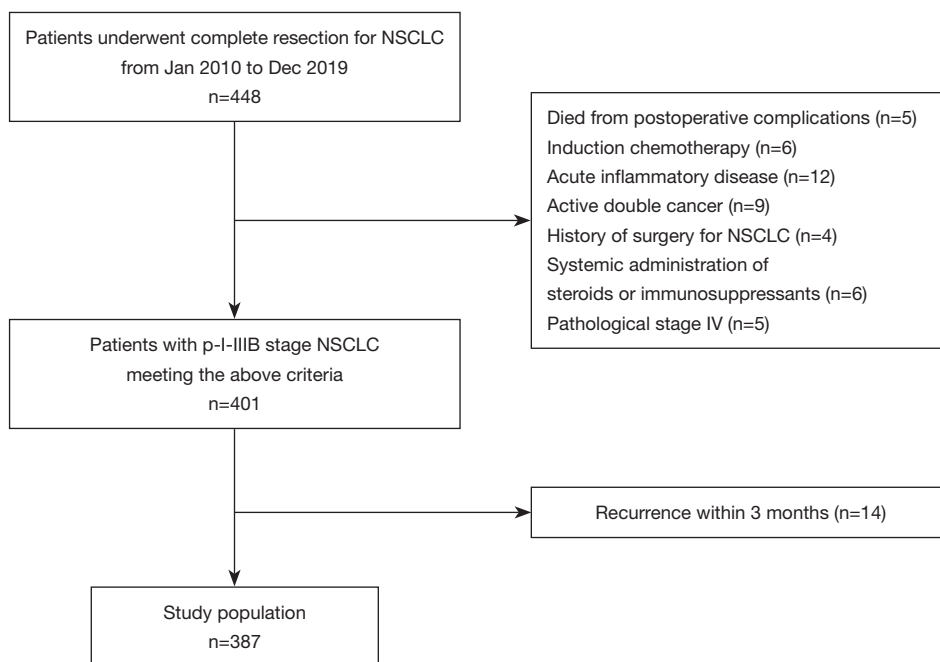 Patients underwent complete resection for NSCLC
from Jan 2010 to Dec 2019
n=448
Died from postoperative complications (n=5)
Induction chemotherapy (n=6)
Acute inflammatory disease (n=12)
Active double cancer (n=9)
History of surgery for NSCLC (n=4)
Systemic administration of
steroids or immunosuppressants (n=6)
Pathological stage IV (n=5)
Patients with p-I-IIIB stage NSCLC
meeting the above criteria
n=401
Recurrence within 3 months (n=14)
Study population
n=387